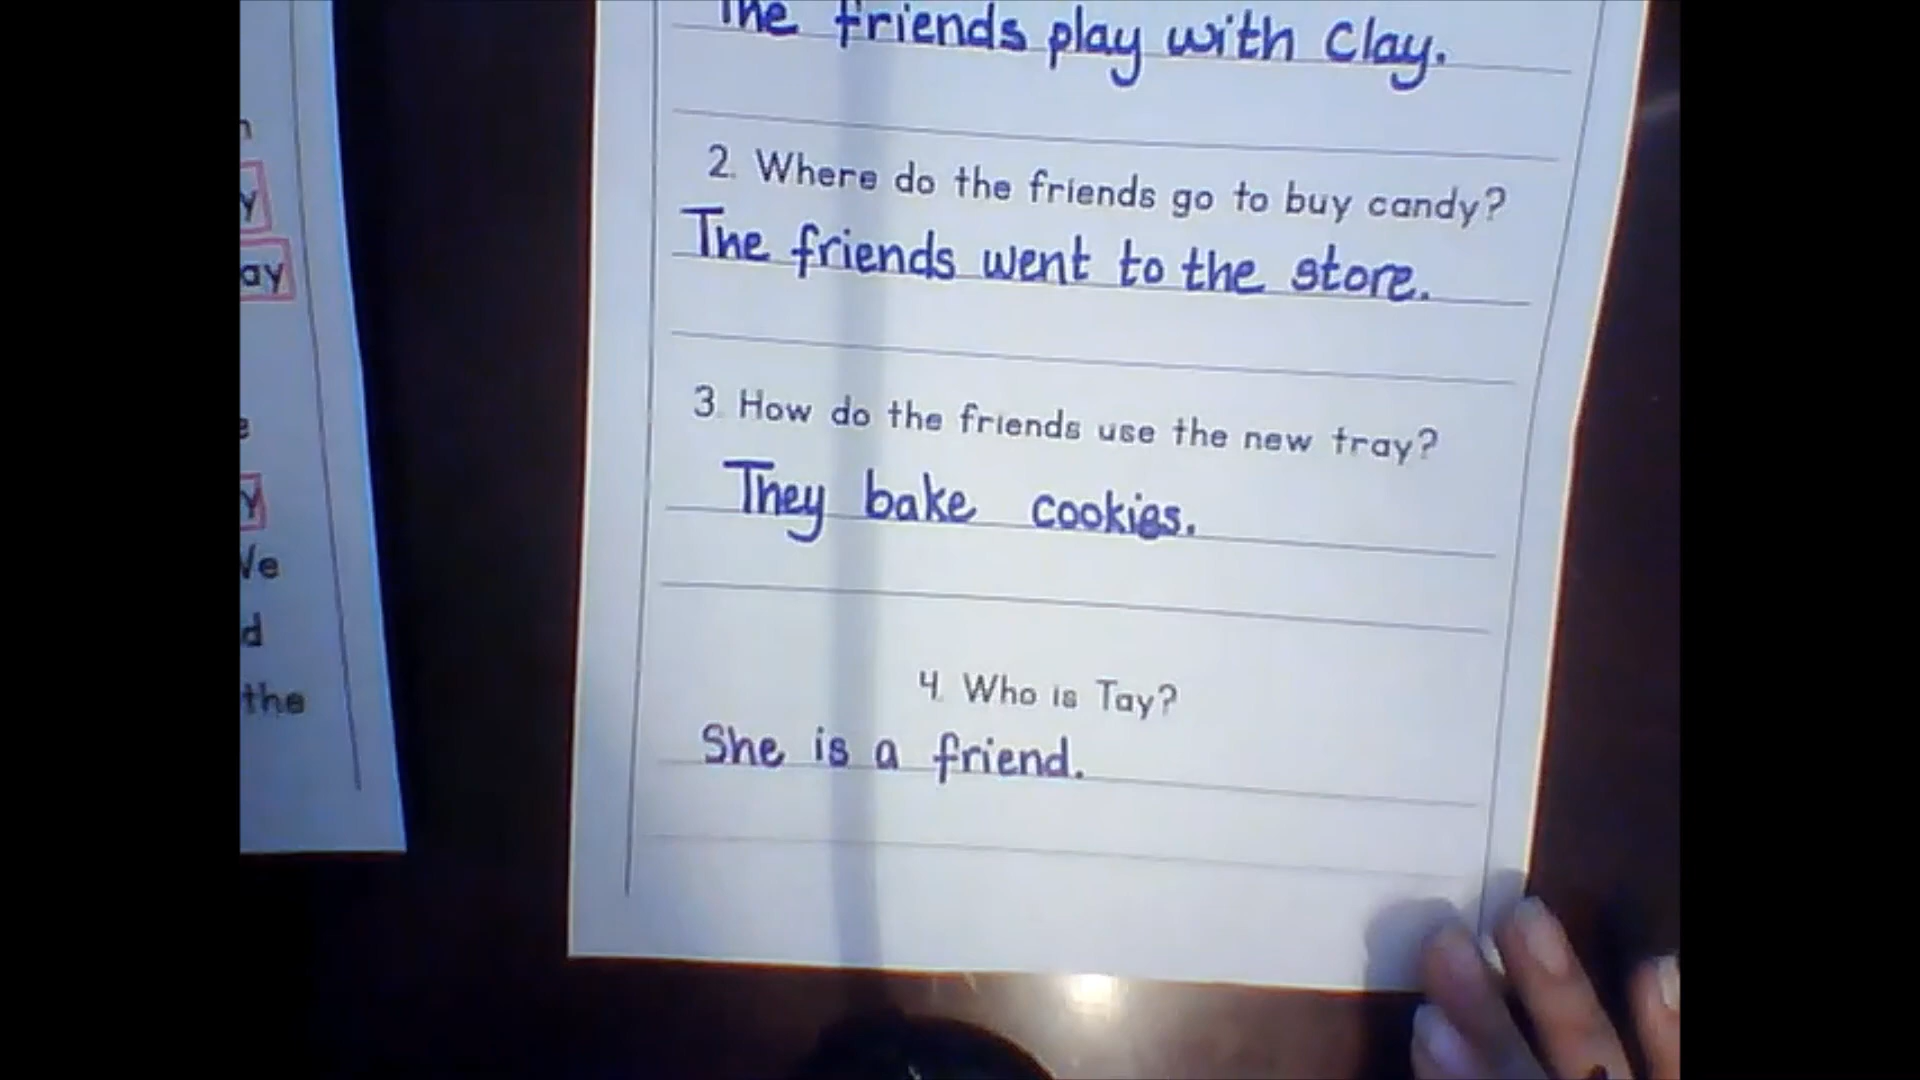 The friends play with Clay.
2. Where do the friends go to buy candy?
The friends went to the store.
3. How do the friends use the new tray?
They bake cookies.
4. Who is Tay?
She is a friend.
y
ay
y
We
d
the